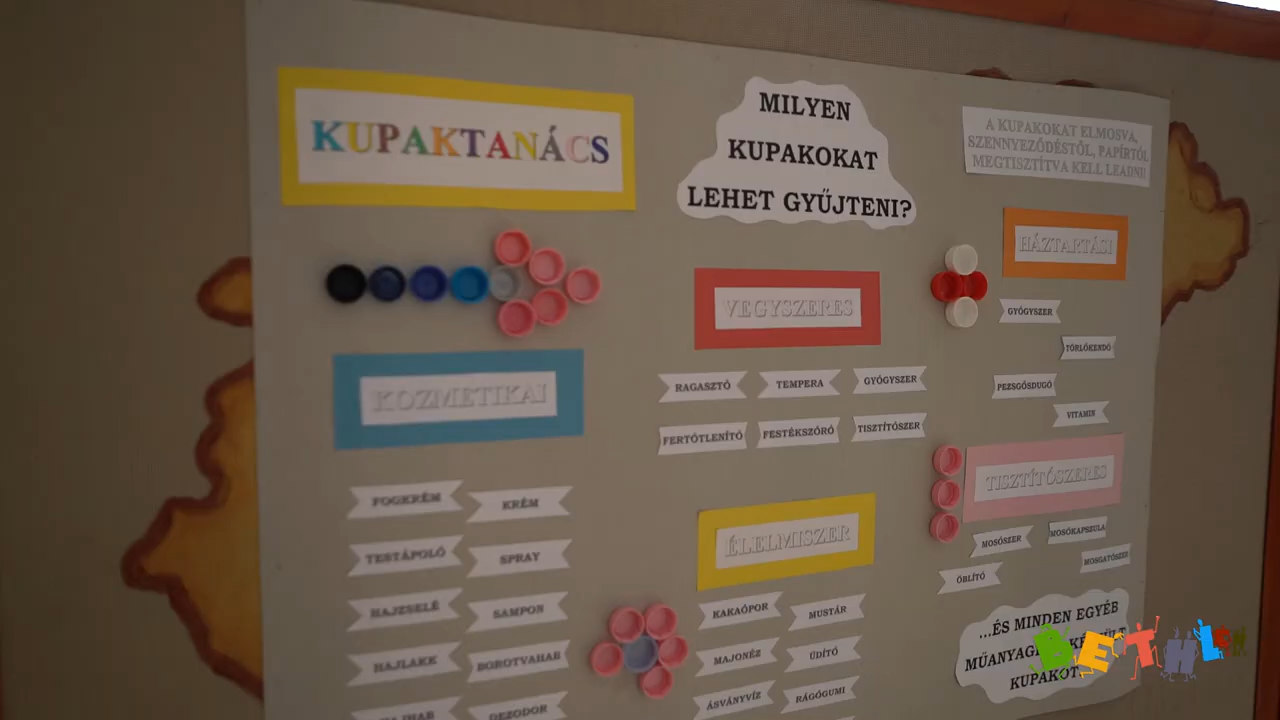 KUPAKTANÁCS
MILYEN
KUPAKOKAT
LEHET GYŰJTENI?
A KUPAKOKAT ELMOSVA,
SZENNYEZŐDÉSTŐL, PAPÍRTÓL
MEGTISZTÍTVA KELL LEADNI!
KOZMETIKAI
FOGKRÉM
KRÉM
TESTÁPOLÓ
SPRAY
HAJZSELÉ
SAMPON
HAJLAKK
BOROTVAHAB
HAJHAB
DEZODOR
VEGYSZERES
RAGASZTÓ
TEMPERA
GYÓGYSZER
FERTŐTLENÍTŐ
FESTÉKSZÓRÓ
TISZTÍTÓSZER
ÉLELMISZER
KAKAÓPOR
MUSTÁR
MAJONÉZ
ÜDÍTŐ
ÁSVÁNYVÍZ
RÁGÓGUMI
HÁZTARTÁSI
GYÓGYSZER
TÖRLŐKENDŐ
PEZSGŐSDUGÓ
VITAMIN
TISZTÍTÓSZERES
MOSÓSZER
MOSÓKAPSZULA
ÖBLÍTŐ
MOSGATÓSZER
...ÉS MINDEN EGYÉB
KUPAKOT
BETHLEN